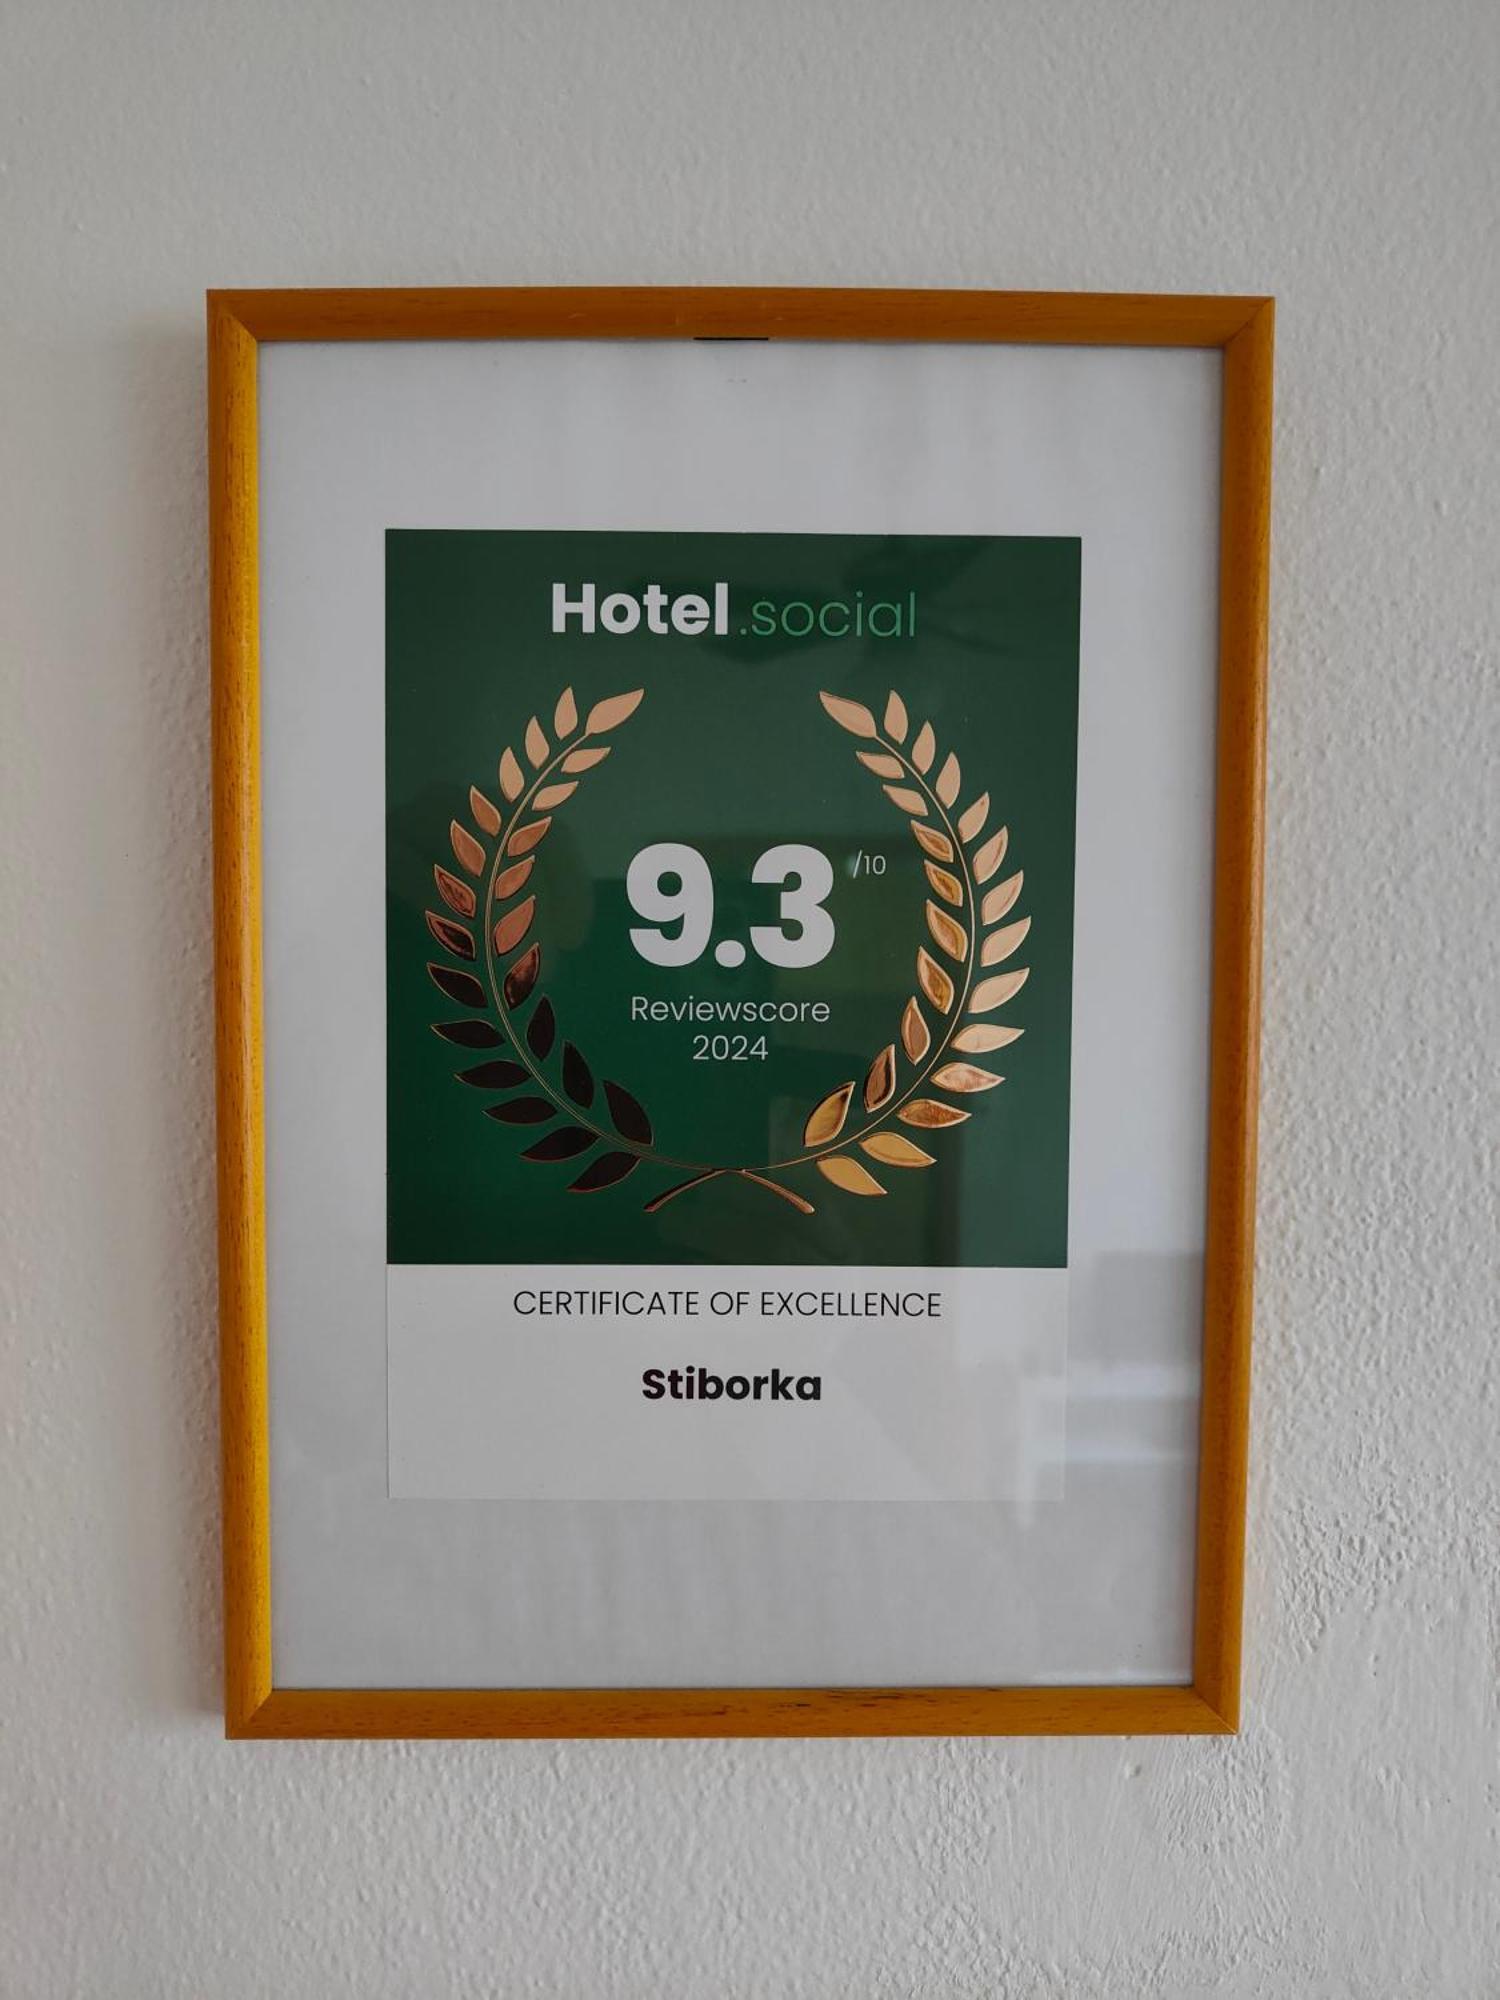 Hotel.social
9.3 /10
Reviewscore
2024
CERTIFICATE OF EXCELLENCE
Stiborka